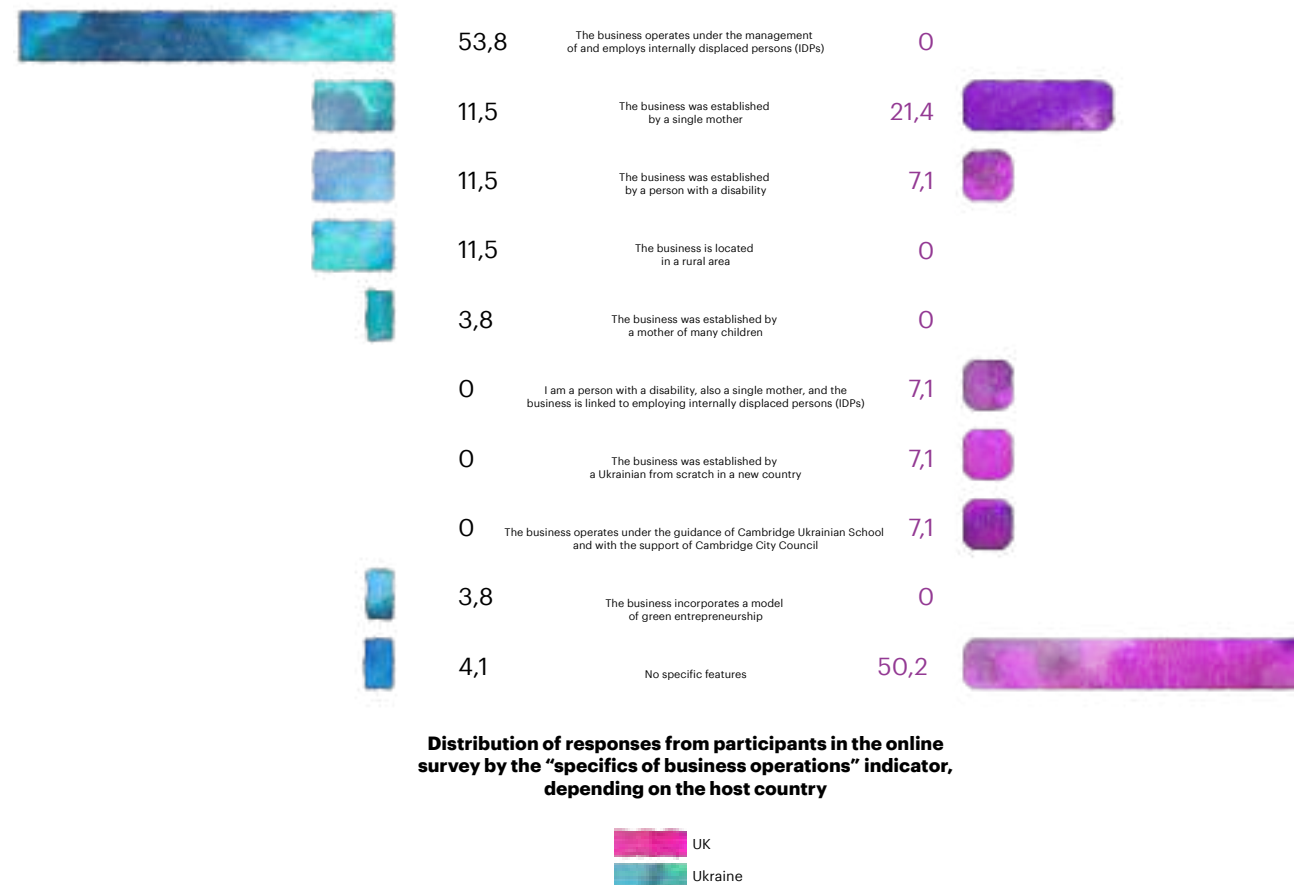 53,8
The business operates under the management
of and employs internally displaced persons (IDPs)
0
11,5
The business was established
by a single mother
21,4
11,5
The business was established
by a person with a disability
7,1
11,5
The business is located
in a rural area
0
3,8
The business was established by
a mother of many children
0
0
I am a person with a disability, also a single mother, and the
business is linked to employing internally displaced persons (IDPs)
7,1
0
The business was established by
a Ukrainian from scratch in a new country
7,1
0
The business operates under the guidance of Cambridge Ukrainian School
and with the support of Cambridge City Council
7,1
3,8
The business incorporates a model
of green entrepreneurship
0
4,1
No specific features
50,2
Distribution of responses from participants in the online
survey by the “specifics of business operations” indicator,
depending on the host country
UK
Ukraine